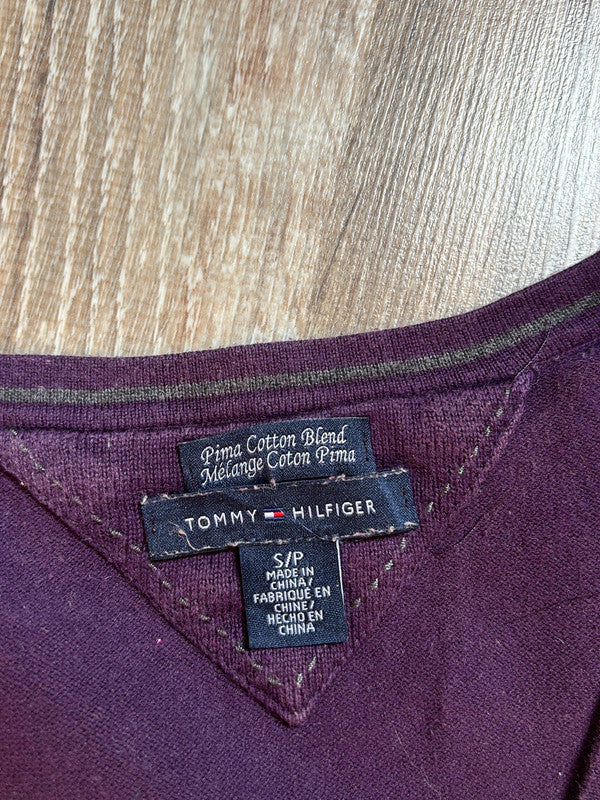 Pima Cotton Blend
Mélange Coton Pima
TOMMY HILFIGER
S/P
MADE IN
CHINA/
FABRIQUE EN
CHINE/
HECHO EN
CHINA